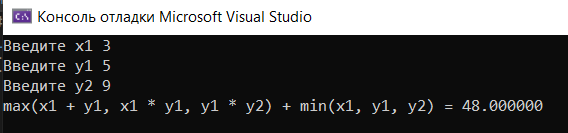 C:\ Консоль отладки Microsoft Visual Studio
Введите x1 3
Введите y1 5
Введите y2 9
max(x1 + y1, x1 * y1, y1 * y2) + min(x1, y1, y2) = 48.000000